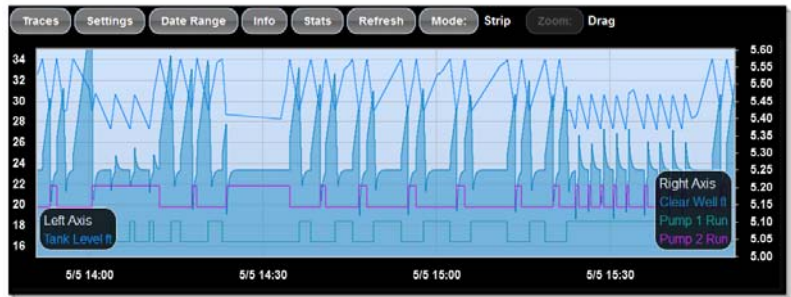 Traces Settings Date Range Info Stats Refresh Mode: Strip Zoom: Drag
34 5.60
32 5.55
30 5.50
28 5.45
26 5.40
24 5.35
22 5.30
20 5.25
18 5.20
16 5.15
5.10
5.05
5.00
Left Axis
Tank Level ft
Right Axis
Clear Well ft
Pump 1 Run
Pump 2 Run
5/5 14:00 5/5 14:30 5/5 15:00 5/5 15:30